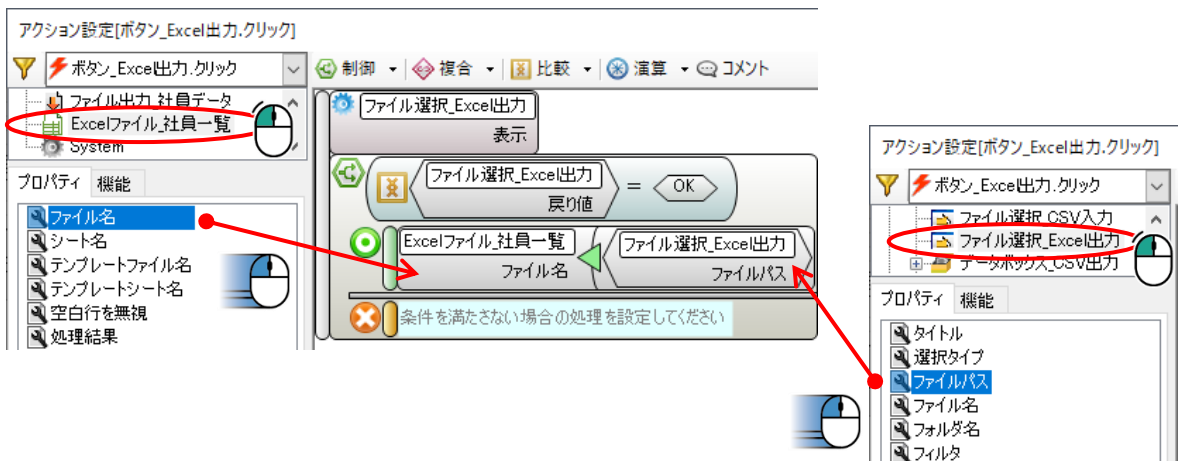 アクション設定[ボタン_Excel出力.クリック]
ボタン_Excel出力.クリック
制御 複合 比較 演算 コメント
ファイル出力_社員データ
Excelファイル_社員一覧
System
プロパティ 機能
ファイル名
シート名
テンプレートファイル名
テンプレートシート名
空白行を無視
処理結果
ファイル選択_Excel出力
表示
ファイル選択_Excel出力
戻り値
= OK
Excelファイル_社員一覧
ファイル名
ファイル選択_Excel出力
ファイルパス
条件を満たさない場合の処理を設定してください
アクション設定[ボタン_Excel出力.クリック]
ボタン_Excel出力.クリック
ファイル選択_CSV入力
ファイル選択_Excel出力
データボックス_CSV出力
プロパティ 機能
タイトル
選択タイプ
ファイルパス
ファイル名
フォルダ名
フィルタ